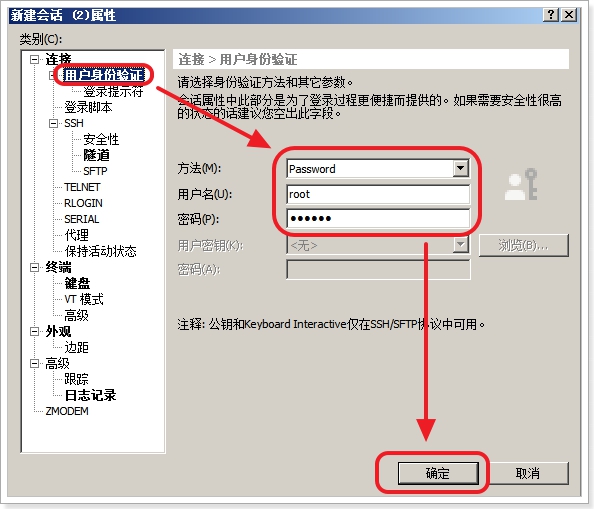 新建会话 (2)属性
类别(C):
连接
用户身份验证
登录提示符
登录脚本
SSH
安全性
隧道
SFTP
TELNET
RLOGIN
SERIAL
代理
保持活动状态
终端
键盘
VT 模式
高级
外观
边距
高级
跟踪
日志记录
ZMODEM
连接 > 用户身份验证
请选择身份验证方法和其它参数。
会话属性中此部分是为了登录过程更便捷而提供的。如果需要安全性很高
的状态的话建议您空出此字段。
方法(M): Password
用户名(U): root
密码(P): ●●●●●●
用户密钥(K): <无> 浏览(B)...
密码(A):
注释: 公钥和Keyboard Interactive仅在SSH/SFTP协议中可用。
确定 取消